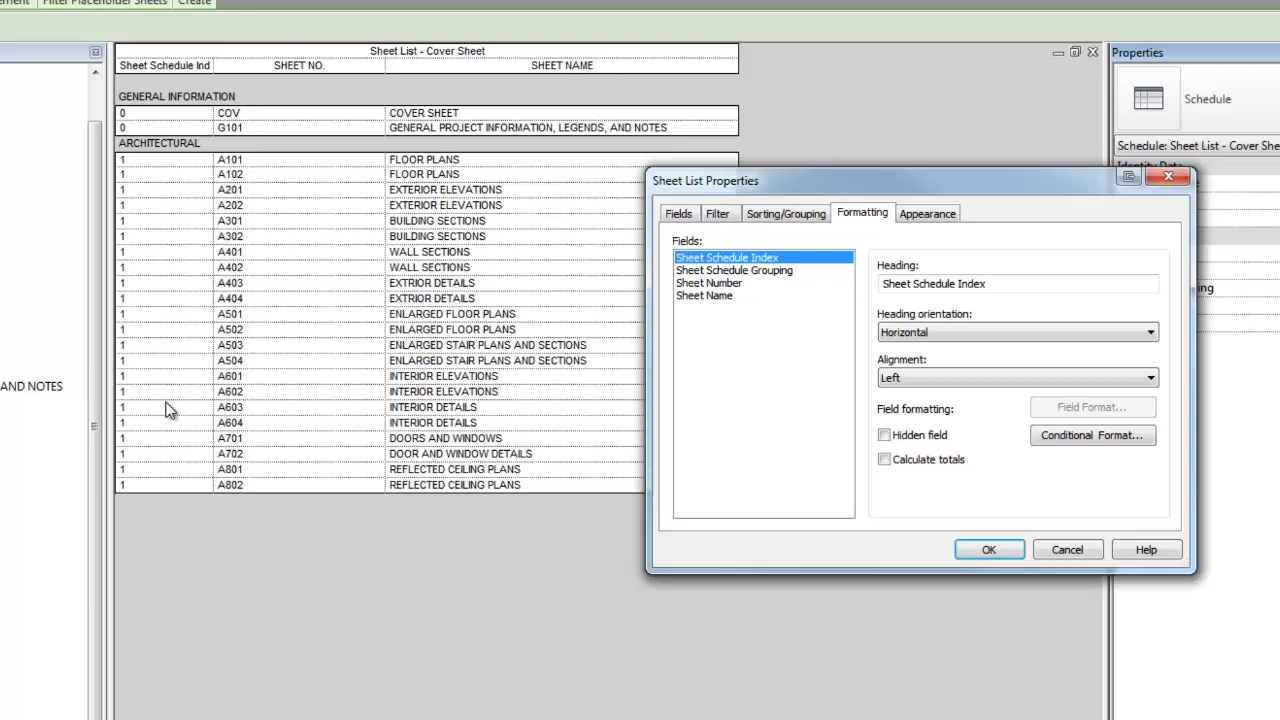 Filter Placeholder Sheets
Create
Sheet List - Cover Sheet
Sheet Schedule Ind
SHEET NO.
SHEET NAME
GENERAL INFORMATION
0 COV COVER SHEET
0 G101 GENERAL PROJECT INFORMATION, LEGENDS, AND NOTES
ARCHITECTURAL
1 A101 FLOOR PLANS
1 A102 FLOOR PLANS
1 A201 EXTERIOR ELEVATIONS
1 A202 EXTERIOR ELEVATIONS
1 A301 BUILDING SECTIONS
1 A302 BUILDING SECTIONS
1 A401 WALL SECTIONS
1 A402 WALL SECTIONS
1 A403 EXTRIOR DETAILS
1 A404 EXTRIOR DETAILS
1 A501 ENLARGED FLOOR PLANS
1 A502 ENLARGED FLOOR PLANS
1 A503 ENLARGED STAIR PLANS AND SECTIONS
1 A504 ENLARGED STAIR PLANS AND SECTIONS
1 A601 INTERIOR ELEVATIONS
1 A602 INTERIOR ELEVATIONS
1 A603 INTERIOR DETAILS
1 A604 INTERIOR DETAILS
1 A701 DOORS AND WINDOWS
1 A702 DOOR AND WINDOW DETAILS
1 A801 REFLECTED CEILING PLANS
1 A802 REFLECTED CEILING PLANS
AND NOTES
Sheet List Properties
Fields
Filter
Sorting/Grouping
Formatting
Appearance
Fields:
Sheet Schedule Index
Sheet Schedule Grouping
Sheet Number
Sheet Name
Heading:
Sheet Schedule Index
Heading orientation:
Horizontal
Alignment:
Left
Field formatting:
Field Format...
Hidden field
Conditional Format...
Calculate totals
OK
Cancel
Help
Properties
Schedule
Schedule: Sheet List - Cover She
Identity Data